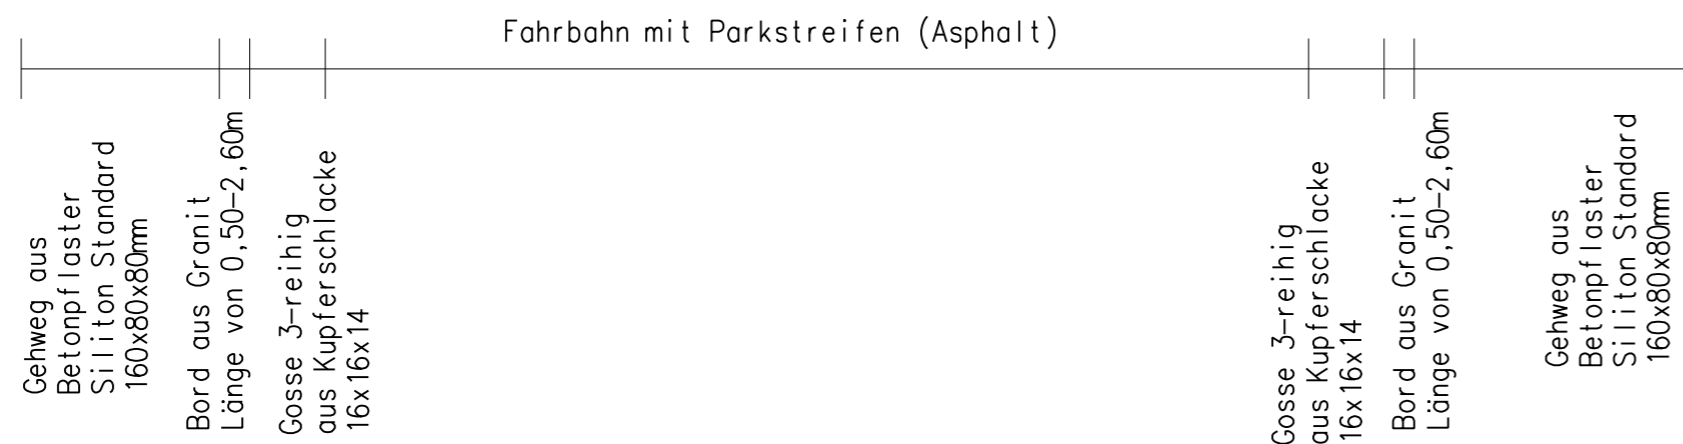 Fahrbahn mit Parkstreifen (Asphalt)
Gehweg aus
Betonpflaster
Siliton Standard
160x80x80mm
Bord aus Granit
Länge von 0,50-2,60m
Gosse 3-reihig
aus Kupferschlacke
16x16x14
Gosse 3-reihig
aus Kupferschlacke
16x16x14
Bord aus Granit
Länge von 0,50-2,60m
Gehweg aus
Betonpflaster
Siliton Standard
160x80x80mm